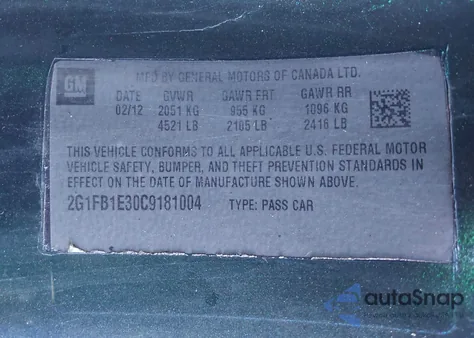 GM
MFD BY GENERAL MOTORS OF CANADA LTD.
DATE GVWR GAWR FRT GAWR RR
02/12 2051 KG 955 KG 1096 KG
4521 LB 2105 LB 2416 LB
THIS VEHICLE CONFORMS TO ALL APPLICABLE U.S. FEDERAL MOTOR
VEHICLE SAFETY, BUMPER, AND THEFT PREVENTION STANDARDS IN
EFFECT ON THE DATE OF MANUFACTURE SHOWN ABOVE.
2G1FB1E30C9181004 TYPE: PASS CAR
autoSnap